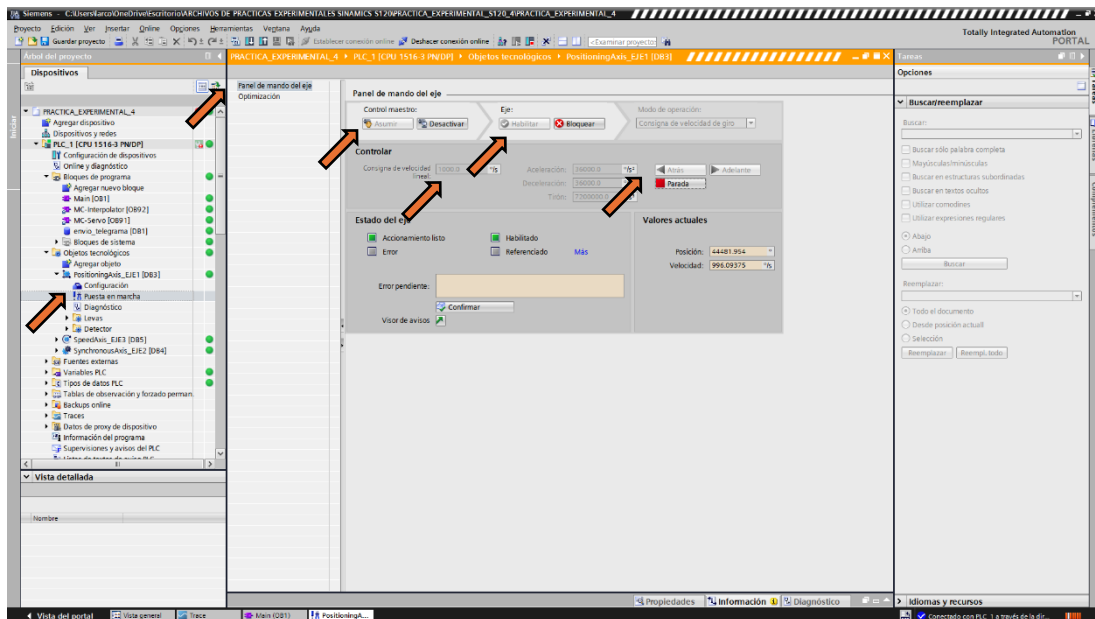 Siemens - C:\Users\larco\OneDrive\Escritorio\ARCHIVOS DE PRACTICAS EXPERIMENTALES SINAMICS S120\PRACTICA_EXPERIMENTAL_S120_4\PRACTICA_EXPERIMENTAL_4
Proyecto Edición Ver Insertar Online Opciones Herramientas Ventana Ayuda
Totally Integrated Automation
PORTAL
Guardar proyecto
Establecer conexión online
Deshacer conexión online
<Examinar proyecto>
Árbol del proyecto
PRACTICA_EXPERIMENTAL_4 PLC_1 [CPU 1516-3 PN/DP] Objetos tecnológicos PositioningAxis_EJE1 [DB3]
Tareas
Dispositivos
Opciones
Iniciar
PRACTICA_EXPERIMENTAL_4
Agregar dispositivo
Dispositivos y redes
PLC_1 [CPU 1516-3 PN/DP]
Configuración de dispositivos
Online y diagnóstico
Bloques de programa
Agregar nuevo bloque
Main [OB1]
MC-Interpolator [OB92]
MC-Servo [OB91]
envio_telegrama [DB1]
Bloques de sistema
Objetos tecnológicos
Agregar objeto
PositioningAxis_EJE1 [DB3]
Configuración
Puesta en marcha
Diagnóstico
Levas
Detector
SpeedAxis_EJE3 [DB5]
SynchronousAxis_EJE2 [DB4]
Fuentes externas
Variables PLC
Tipos de datos PLC
Tablas de observación y forzado perman.
Backups online
Traces
Datos de proxy de dispositivo
Información del programa
Supervisiones y avisos del PLC
Vista detallada
Nombre
Panel de mando del eje
Optimización
Panel de mando del eje
Control maestro:
Eje:
Modo de operación:
Asumir
Desactivar
Habilitar
Bloquear
Consigna de velocidad de giro
Controlar
Consigna de velocidad lineal:
1000.0
°/s
Aceleración:
36000.0
°/s²
Deceleración:
36000.0
Tirón:
Atrás
Adelante
Parada
Estado del eje
Accionamiento listo
Habilitado
Error
Referenciado
Más
Error pendiente:
Confirmar
Visor de avisos
Valores actuales
Posición:
44481.954
°
Velocidad:
996.09375
°/s
Buscar/reemplazar
Buscar:
Buscar sólo palabra completa
Mayúsculas/minúsculas
Buscar en estructuras subordinadas
Buscar en textos ocultos
Utilizar comodines
Utilizar expresiones regulares
Abajo
Arriba
Buscar
Reemplazar:
Todo el documento
Desde posición actuall
Selección
Reemplazar
Reempl. todo
Tareas
Propiedades
Información
Diagnóstico
Idiomas y recursos
Vista del portal
Vista general
Trace
Main (OB1)
PositioningA...
Conectado con PLC_1 a través de la dir...